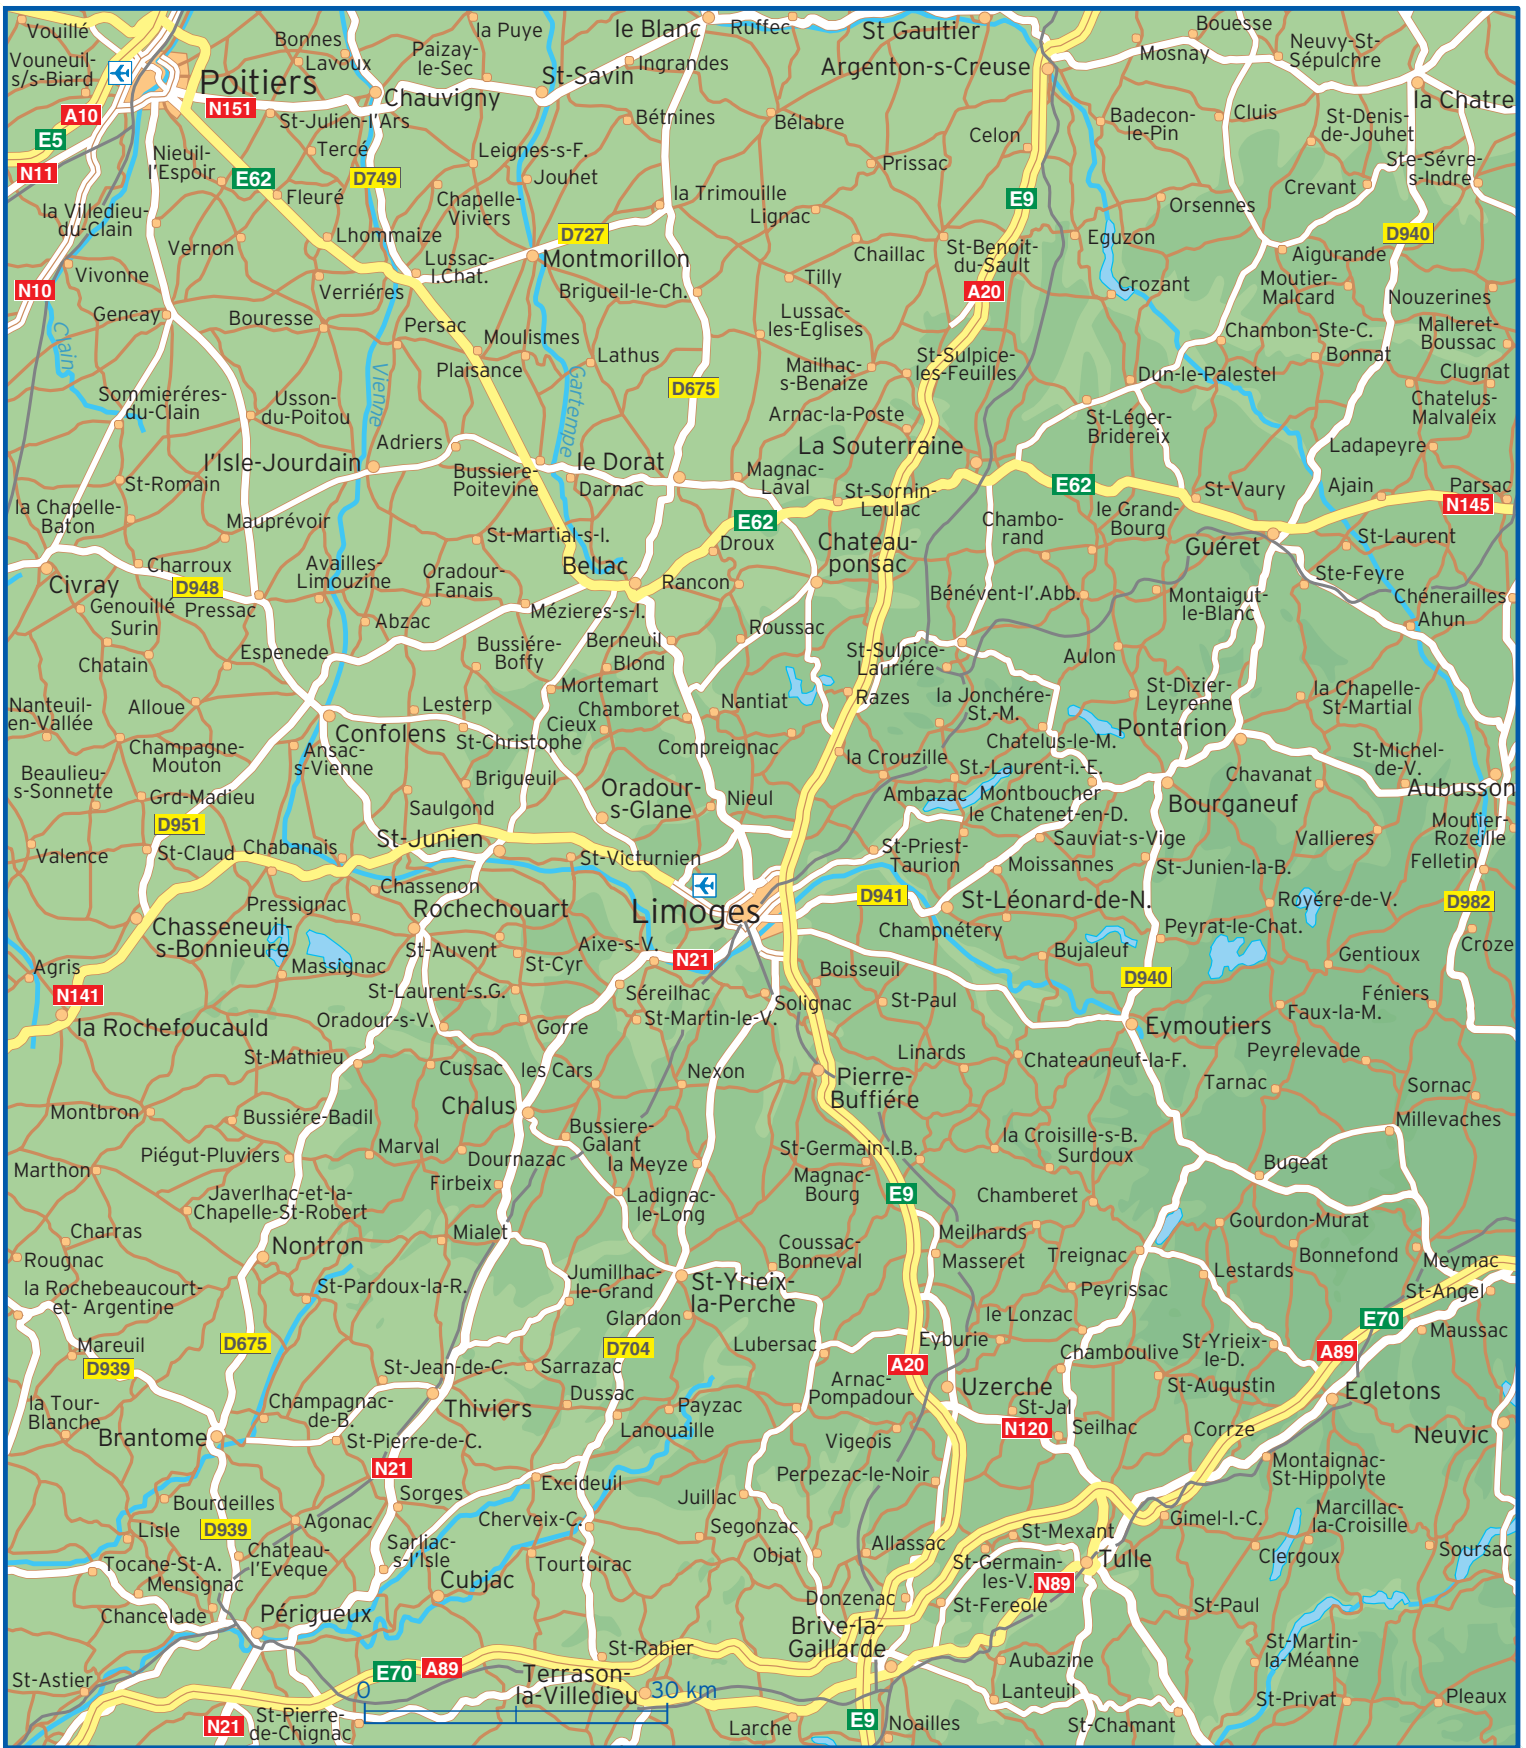 Vouillé
Bonnes
la Puye
le Blanc
Ruffec
St Gaultier
Bouesse
Vouneuil-
s/s-Biard
Lavoux
Paizay-
le-Sec
Ingrandes
Argenton-s-Creuse
Mosnay
Neuvy-St-
Sépulchre
Poitiers
St-Savin
A10
N151
Chauvigny
la Chatre
E5
St-Julien-l'Ars
Bétnines
Bélabre
Badecon-
le-Pin
Cluis
St-Denis-
de-Jouhet
N11
Nieuil-
l'Espoir
Tercé
Leignes-s-F.
Celon
Prissac
Ste-Sévre-
s-Indre
E62
D749
Jouhet
Fleuré
Chapelle-
Viviers
la Trimouille
E9
Crevant
la Villedieu-
du-Clain
Lignac
Orsennes
Vernon
Lhommaize
D727
Chaillac
St-Benoit-
du-Sault
Eguzon
D940
Vivonne
Lussac-
l.Chat.
Montmorillon
Aigurande
N10
Verriéres
Brigueil-le-Ch.
Tilly
A20
Crozant
Moutier-
Malcard
Nouzerines
Gencay
Bouresse
Persac
Lussac-
les-Eglises
Chambon-Ste-C.
Malleret-
Boussac
Clain
Moulismes
Lathus
Bonnat
Plaisance
Mailhac-
s-Benaize
St-Sulpice-
les-Feuilles
Dun-le-Palestel
Clugnat
Vienne
Gartempe
D675
Sommieréres-
du-Clain
Usson-
du-Poitou
Arnac-la-Poste
St-Léger-
Bridereix
Chatelus-
Malvaleix
Adriers
La Souterraine
Ladapeyre
l'Isle-Jourdain
Bussiere-
Poitevine
le Dorat
Magnac-
Laval
St-Romain
Darnac
St-Sornin-
Leulac
E62
St-Vaury
Ajain
Parsac
N145
la Chapelle-
Baton
Mauprévoir
E62
Chambo-
rand
le Grand-
Bourg
St-Martial-s-l.
Droux
Chateau-
ponsac
Guéret
St-Laurent
Civray
Charroux
D948
Availles-
Limouzine
Oradour-
Fanais
Bellac
Rancon
Ste-Feyre
Genouillé
Pressac
Mézieres-s-l.
Bénévent-l'.Abb.
Montaigut-
le-Blanc
Chénerailles
Surin
Abzac
Roussac
Ahun
Chatain
Espenede
Bussiére-
Boffy
Berneuil
Blond
St-Sulpice-
Lauriére
Aulon
Mortemart
Nanteuil-
en-Vallée
Alloue
Lesterp
Chamboret
Nantiat
Razes
la Jonchére-
St.-M.
St-Dizier-
Leyrenne
la Chapelle-
St-Martial
Confolens
Cieux
Pontarion
Champagne-
Mouton
Ansac-
s-Vienne
St-Christophe
Compreignac
la Crouzille
Chatelus-le-M.
St-Michel-
de-V.
Beaulieu-
s-Sonnette
Brigueuil
Oradour-
s-Glane
St.-Laurent-i.-E.
Chavanat
Aubusson
Grd-Madieu
Saulgond
Nieul
Ambazac
Montboucher
Bourganeuf
D951
le Chatenet-en-D.
Moutier-
Rozeille
Valence
St-Claud
Chabanais
St-Junien
St-Victurnien
St-Priest-
Taurion
Sauviat-s-Vige
Vallieres
Moissannes
St-Junien-la-B.
Felletin
Chassenon
Limoges
D941
St-Léonard-de-N.
Royére-de-V.
D982
Pressignac
Rochechouart
Chasseneuil-
s-Bonnieure
Champnétery
Peyrat-le-Chat.
St-Auvent
Aixe-s-V.
N21
Croze
Agris
Massignac
St-Cyr
Boisseuil
Bujaleuf
D940
Gentioux
N141
St-Laurent-s.G.
Séreilhac
Solignac
St-Paul
Féniers
la Rochefoucauld
Oradour-s-V.
Gorre
St-Martin-le-V.
Eymoutiers
Faux-la-M.
St-Mathieu
Cussac
les Cars
Nexon
Pierre-
Buffiére
Linards
Chateauneuf-la-F.
Peyrelevade
Tarnac
Sornac
Montbron
Bussiére-Badil
Chalus
Millevaches
Piégut-Pluviers
Marval
Bussiere-
Galant
St-Germain-l.B.
la Croisille-s-B.
Surdoux
Marthon
Dournazac
la Meyze
Magnac-
Bourg
Bugeat
Javerlhac-et-la-
Chapelle-St-Robert
Firbeix
Ladignac-
le-Long
E9
Chamberet
Charras
Mialet
Meilhards
Gourdon-Murat
Rougnac
Nontron
Coussac-
Bonneval
Masseret
Treignac
Bonnefond
Meymac
la Rochebeaucourt-
et- Argentine
St-Pardoux-la-R.
Jumillhac-
le-Grand
St-Yrieix-
la-Perche
Peyrissac
Lestards
St-Angel
Glandon
le Lonzac
E70
Mareuil
D675
D704
Lubersac
Eyburie
Chamboulive
St-Yrieix-
le-D.
Maussac
D939
St-Jean-de-C.
Sarrazac
A20
A89
la Tour-
Blanche
Champagnac-
de-B.
Thiviers
Dussac
Payzac
Arnac-
Pompadour
Uzerche
St-Augustin
Egletons
Brantome
St-Pierre-de-C.
Lanouaille
St-Jal
N120
Seilhac
Corrze
Neuvic
N21
Vigeois
Bourdeilles
Sorges
Excideuil
Juillac
Perpezac-le-Noir
Montaignac-
St-Hippolyte
Lisle
D939
Agonac
Cherveix-C.
Segonzac
Gimel-l.-C.
Marcillac-
la-Croisille
Tocane-St-A.
Chateau-
l'Eveque
Sarliac-
s-l'Isle
Tourtoirac
Objat
Allassac
St-Mexant
Clergoux
Soursac
Mensignac
Cubjac
St-Germain-
les-V.
Tulle
N89
Chancelade
Périgueux
Donzenac
St-Fereole
St-Paul
Brive-la-
Gaillarde
St-Rabier
St-Martin-
la-Méanne
St-Astier
E70
A89
Terrason-
la-Villedieu
Aubazine
0
30 km
Lanteuil
St-Privat
Pleaux
N21
St-Pierre-
de-Chignac
Larche
E9
Noailles
St-Chamant